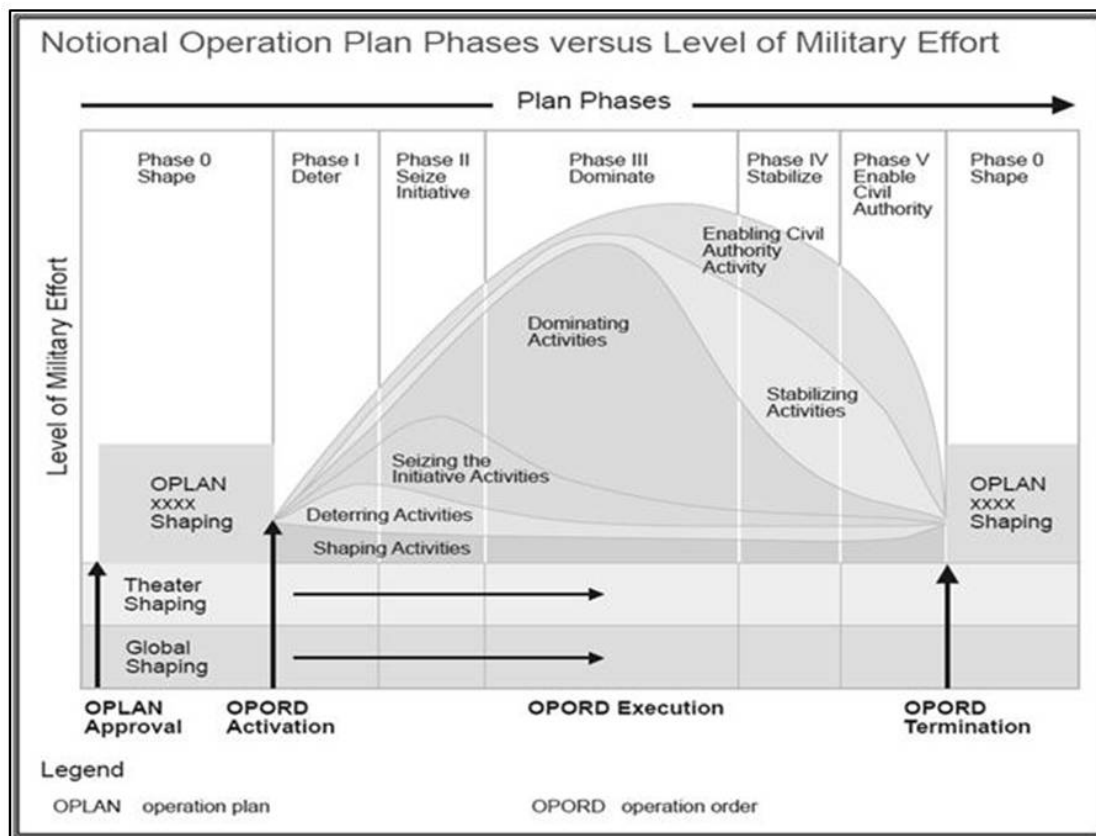 Notional Operation Plan Phases versus Level of Military Effort
Plan Phases
Phase 0
Shape
Phase I
Deter
Phase II
Seize
Initiative
Phase III
Dominate
Phase IV
Stabilize
Phase V
Enable
Civil
Authority
Phase 0
Shape
Level of Military Effort
Enabling Civil
Authority
Activity
Dominating
Activities
Stabilizing
Activities
Seizing the
Initiative Activities
OPLAN
xxxx
Shaping
Deterring Activities
Shaping Activities
OPLAN
xxxx
Shaping
Theater
Shaping
Global
Shaping
OPLAN
Approval
OPORD
Activation
OPORD Execution
OPORD
Termination
Legend
OPLAN operation plan
OPORD operation order